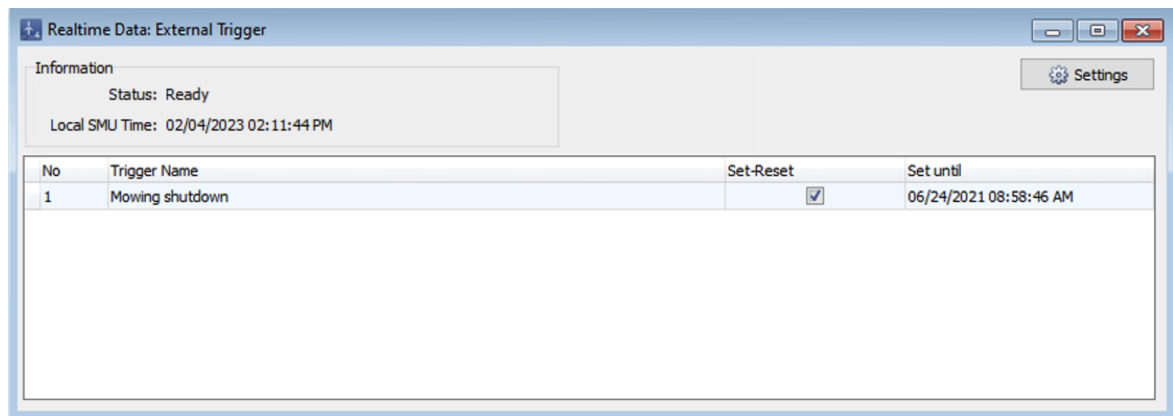 Realtime Data: External Trigger
Information
Settings
Status: Ready
Local SMU Time: 02/04/2023 02:11:44 PM
No Trigger Name Set-Reset Set until
1 Mowing shutdown 06/24/2021 08:58:46 AM